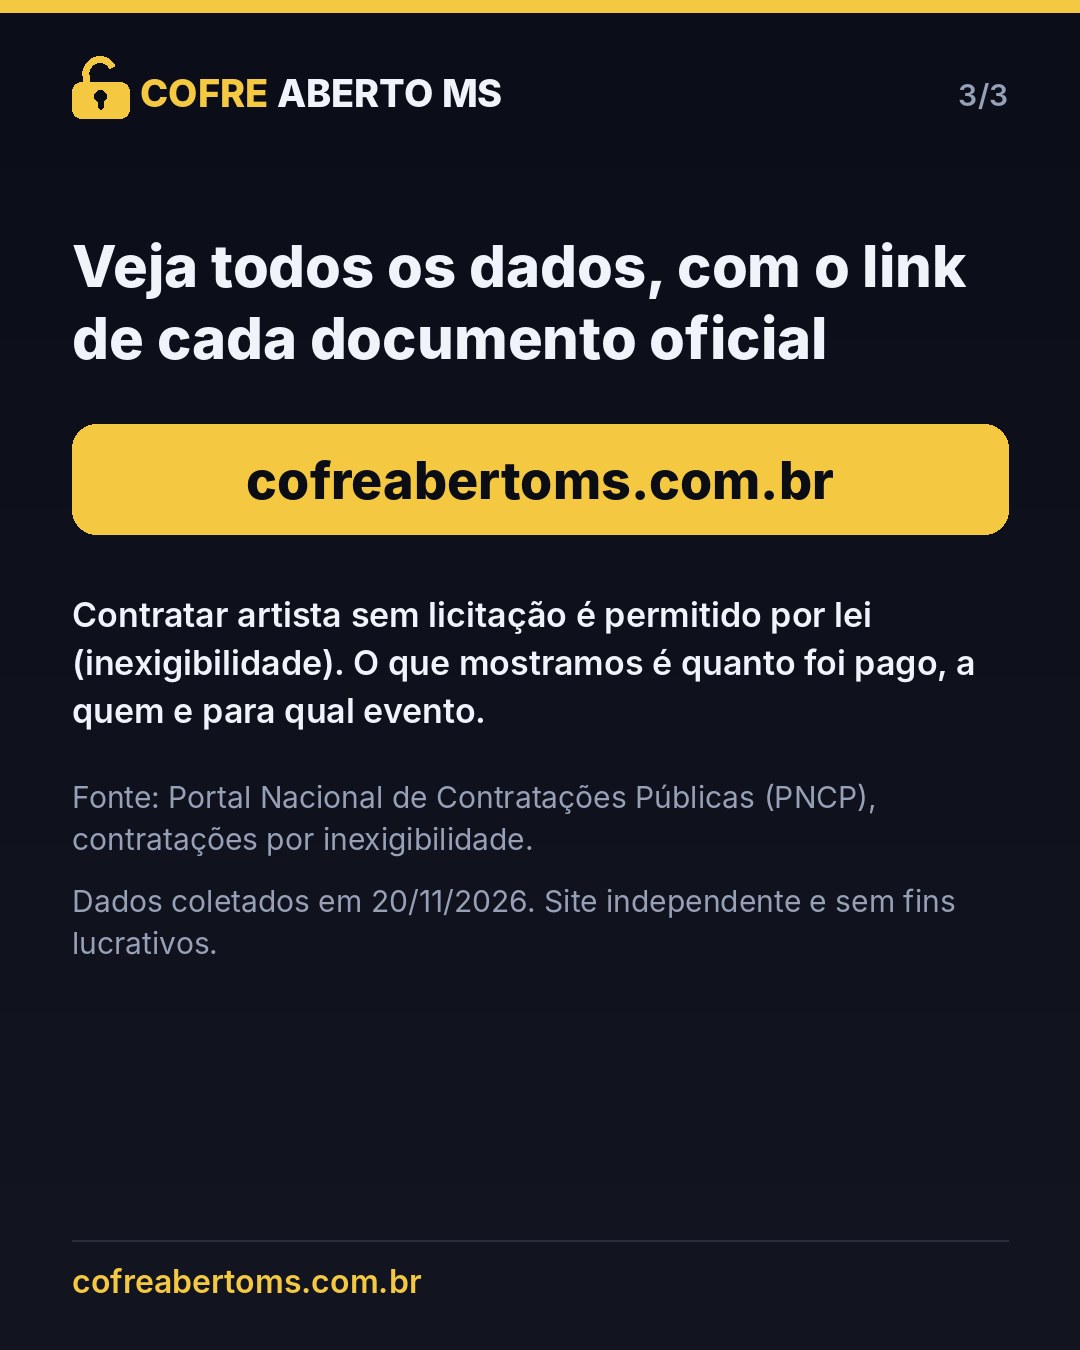 COFRE ABERTO MS
3/3
Veja todos os dados, com o link
de cada documento oficial
cofreabertoms.com.br
Contratar artista sem licitação é permitido por lei
(inexigibilidade). O que mostramos é quanto foi pago, a
quem e para qual evento.
Fonte: Portal Nacional de Contratações Públicas (PNCP),
contratações por inexigibilidade.
Dados coletados em 20/11/2026. Site independente e sem fins
lucrativos.
cofreabertoms.com.br